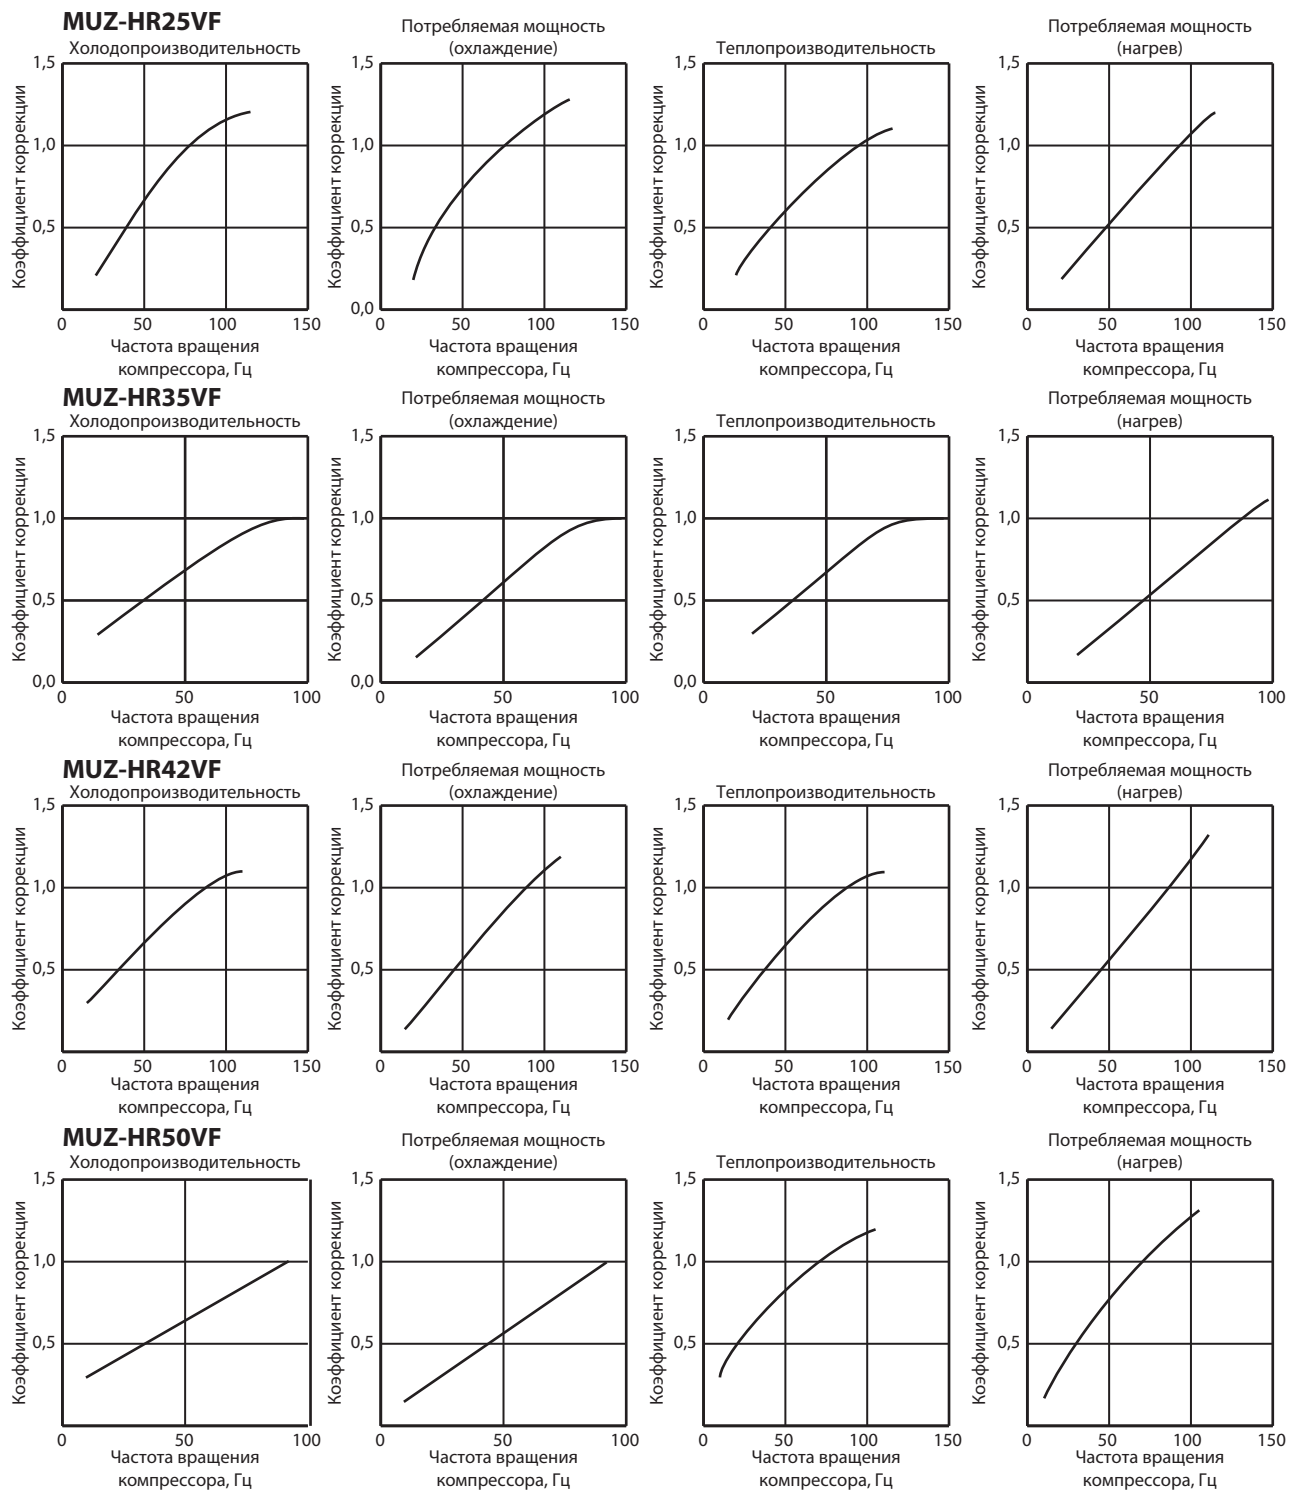 MUZ-HR25VF
Холодопроизводительность
Потребляемая мощность
(охлаждение)
Теплопроизводительность
Потребляемая мощность
(нагрев)
Коэффициент коррекции
1,5
1,0
0,5
0
50
100
150
Частота вращения
компрессора, Гц
Коэффициент коррекции
1,5
1,0
0,5
0,0
0
50
100
150
Частота вращения
компрессора, Гц
Коэффициент коррекции
1,5
1,0
0,5
0
50
100
150
Частота вращения
компрессора, Гц
Коэффициент коррекции
1,5
1,0
0,5
0
50
100
150
Частота вращения
компрессора, Гц
MUZ-HR35VF
Холодопроизводительность
Потребляемая мощность
(охлаждение)
Теплопроизводительность
Потребляемая мощность
(нагрев)
Коэффициент коррекции
1,5
1,0
0,5
0,0
0
50
100
Частота вращения
компрессора, Гц
Коэффициент коррекции
1,5
1,0
0,5
0,0
0
50
100
Частота вращения
компрессора, Гц
Коэффициент коррекции
1,5
1,0
0,5
0,0
0
50
100
Частота вращения
компрессора, Гц
Коэффициент коррекции
1,5
1,0
0,5
0
50
100
Частота вращения
компрессора, Гц
MUZ-HR42VF
Холодопроизводительность
Потребляемая мощность
(охлаждение)
Теплопроизводительность
Потребляемая мощность
(нагрев)
Коэффициент коррекции
1,5
1,0
0,5
0
50
100
150
Частота вращения
компрессора, Гц
Коэффициент коррекции
1,5
1,0
0,5
0
50
100
150
Частота вращения
компрессора, Гц
Коэффициент коррекции
1,5
1,0
0,5
0
50
100
150
Частота вращения
компрессора, Гц
Коэффициент коррекции
1,5
1,0
0,5
0
50
100
150
Частота вращения
компрессора, Гц
MUZ-HR50VF
Холодопроизводительность
Потребляемая мощность
(охлаждение)
Теплопроизводительность
Потребляемая мощность
(нагрев)
Коэффициент коррекции
1,5
1,0
0,5
0
50
100
Частота вращения
компрессора, Гц
Коэффициент коррекции
1,5
1,0
0,5
0
50
100
Частота вращения
компрессора, Гц
Коэффициент коррекции
1,5
1,0
0,5
0
50
100
150
Частота вращения
компрессора, Гц
Коэффициент коррекции
1,5
1,0
0,5
0
50
100
150
Частота вращения
компрессора, Гц